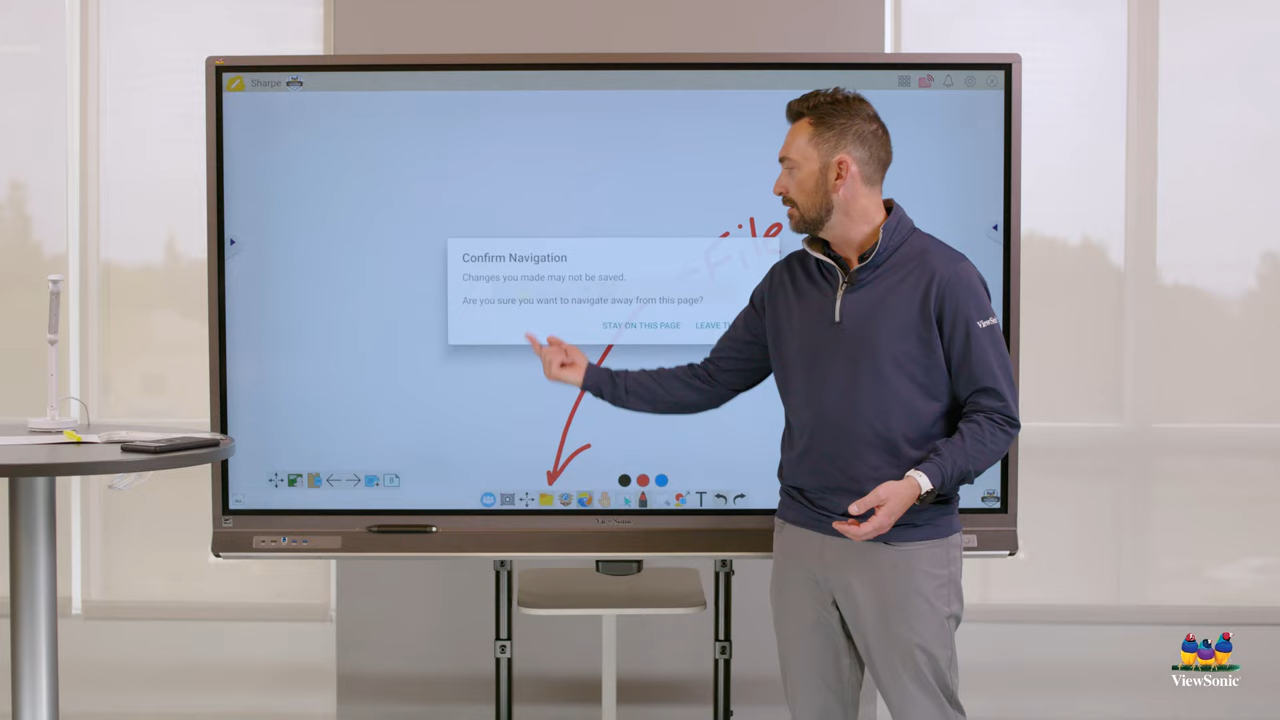 Sharpe
File
Confirm Navigation
Changes you made may not be saved.
Are you sure you want to navigate away from this page?
STAY ON THIS PAGE LEAVE
T
ViewSonic
ViewSonic
ViewSonic